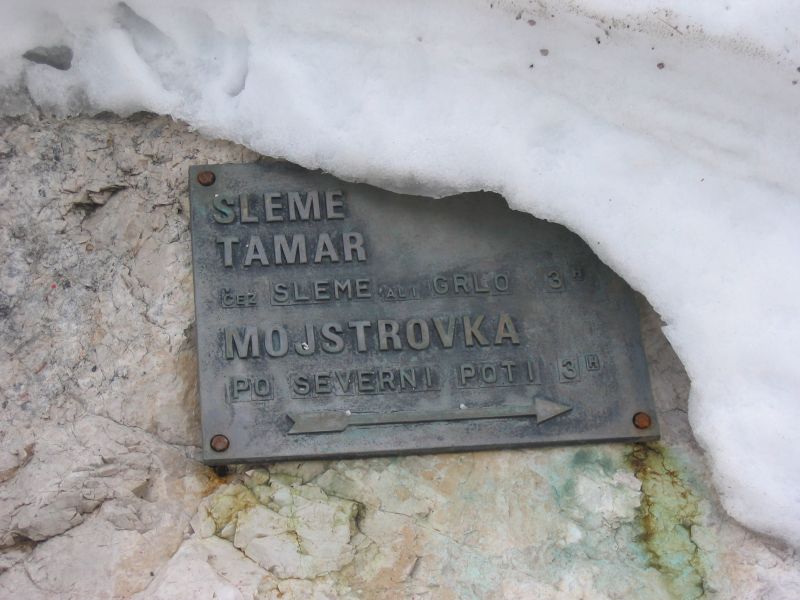 SLEME
TAMAR
ČEZ SLEME ALI GRLO 3H
MOJSTROVKA
PO SEVERNI POTI 3H